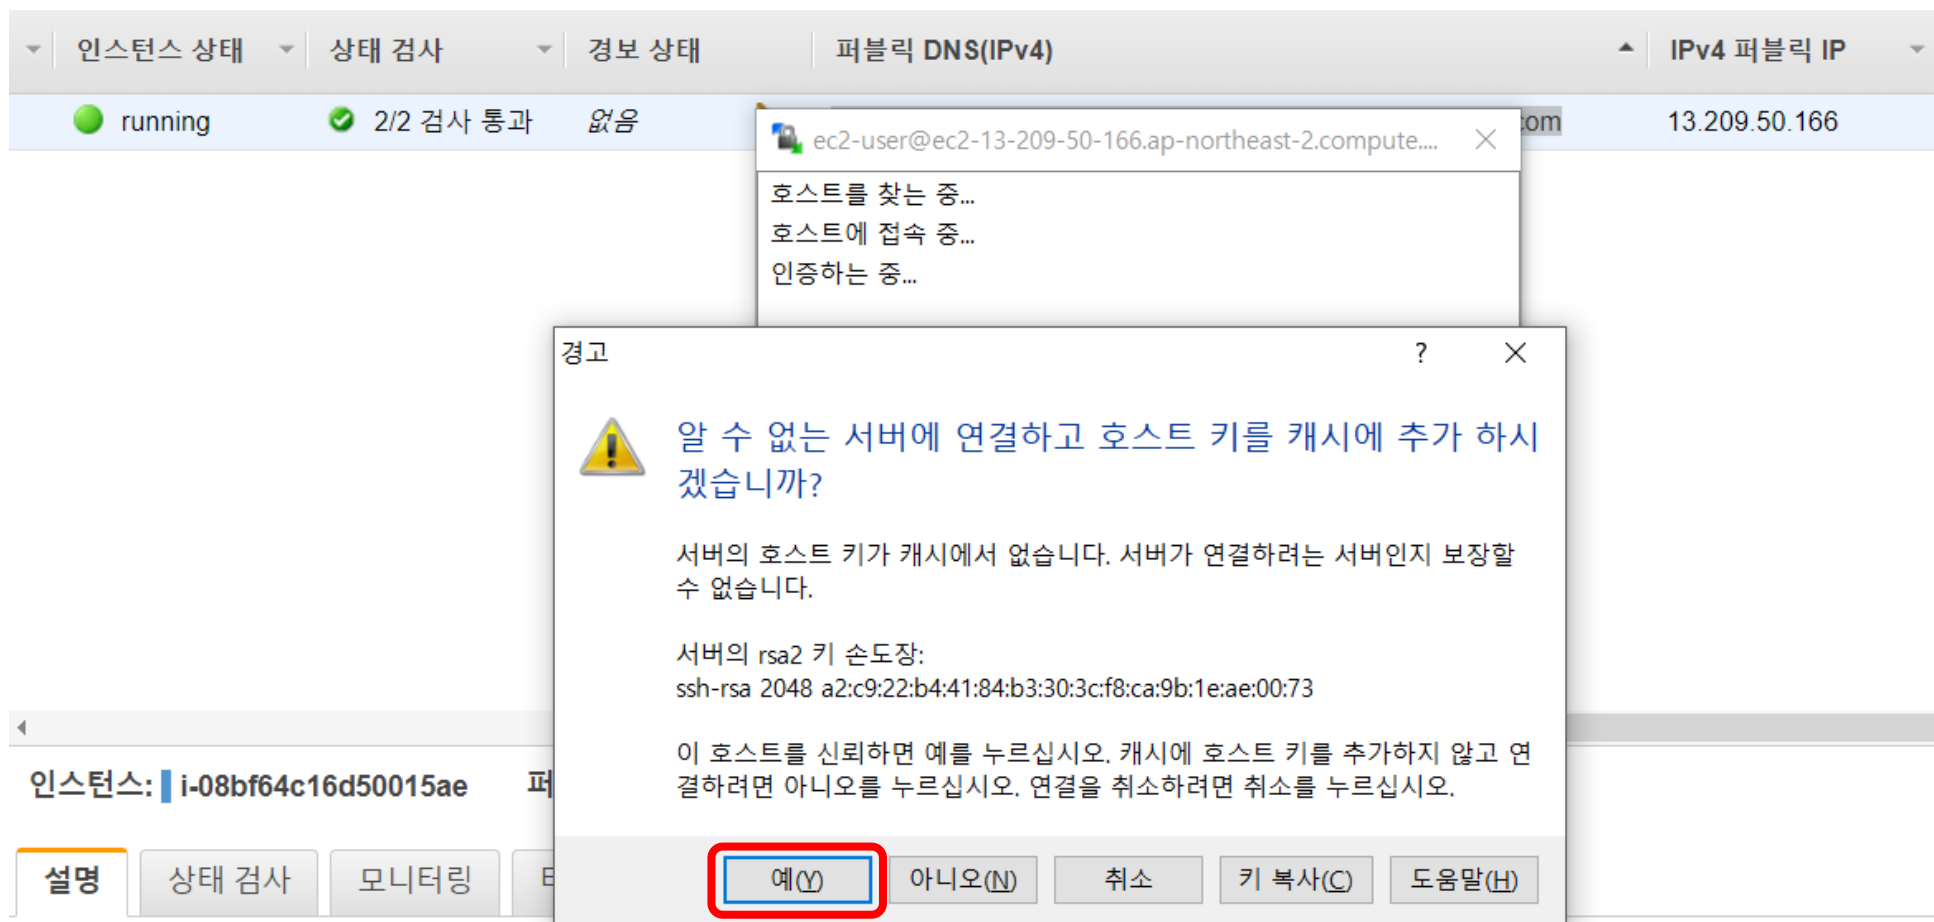 인스턴스 상태 상태 검사 경보 상태 퍼블릭 DNS(IPv4) IPv4 퍼블릭 IP
running 2/2 검사 통과 없음 com 13.209.50.166
ec2-user@ec2-13-209-50-166.ap-northeast-2.compute....
호스트를 찾는 중...
호스트에 접속 중...
인증하는 중...
경고
알 수 없는 서버에 연결하고 호스트 키를 캐시에 추가 하시
겠습니까?
서버의 호스트 키가 캐시에서 없습니다. 서버가 연결하려는 서버인지 보장할
수 없습니다.
서버의 rsa2 키 손도장:
ssh-rsa 2048 a2:c9:22:b4:41:84:b3:30:3c:f8:ca:9b:1e:ae:00:73
이 호스트를 신뢰하면 예를 누르십시오. 캐시에 호스트 키를 추가하지 않고 연
결하려면 아니오를 누르십시오. 연결을 취소하려면 취소를 누르십시오.
인스턴스: i-08bf64c16d50015ae 퍼
설명 상태 검사 모니터링
예(Y) 아니오(N) 취소 키 복사(C) 도움말(H)